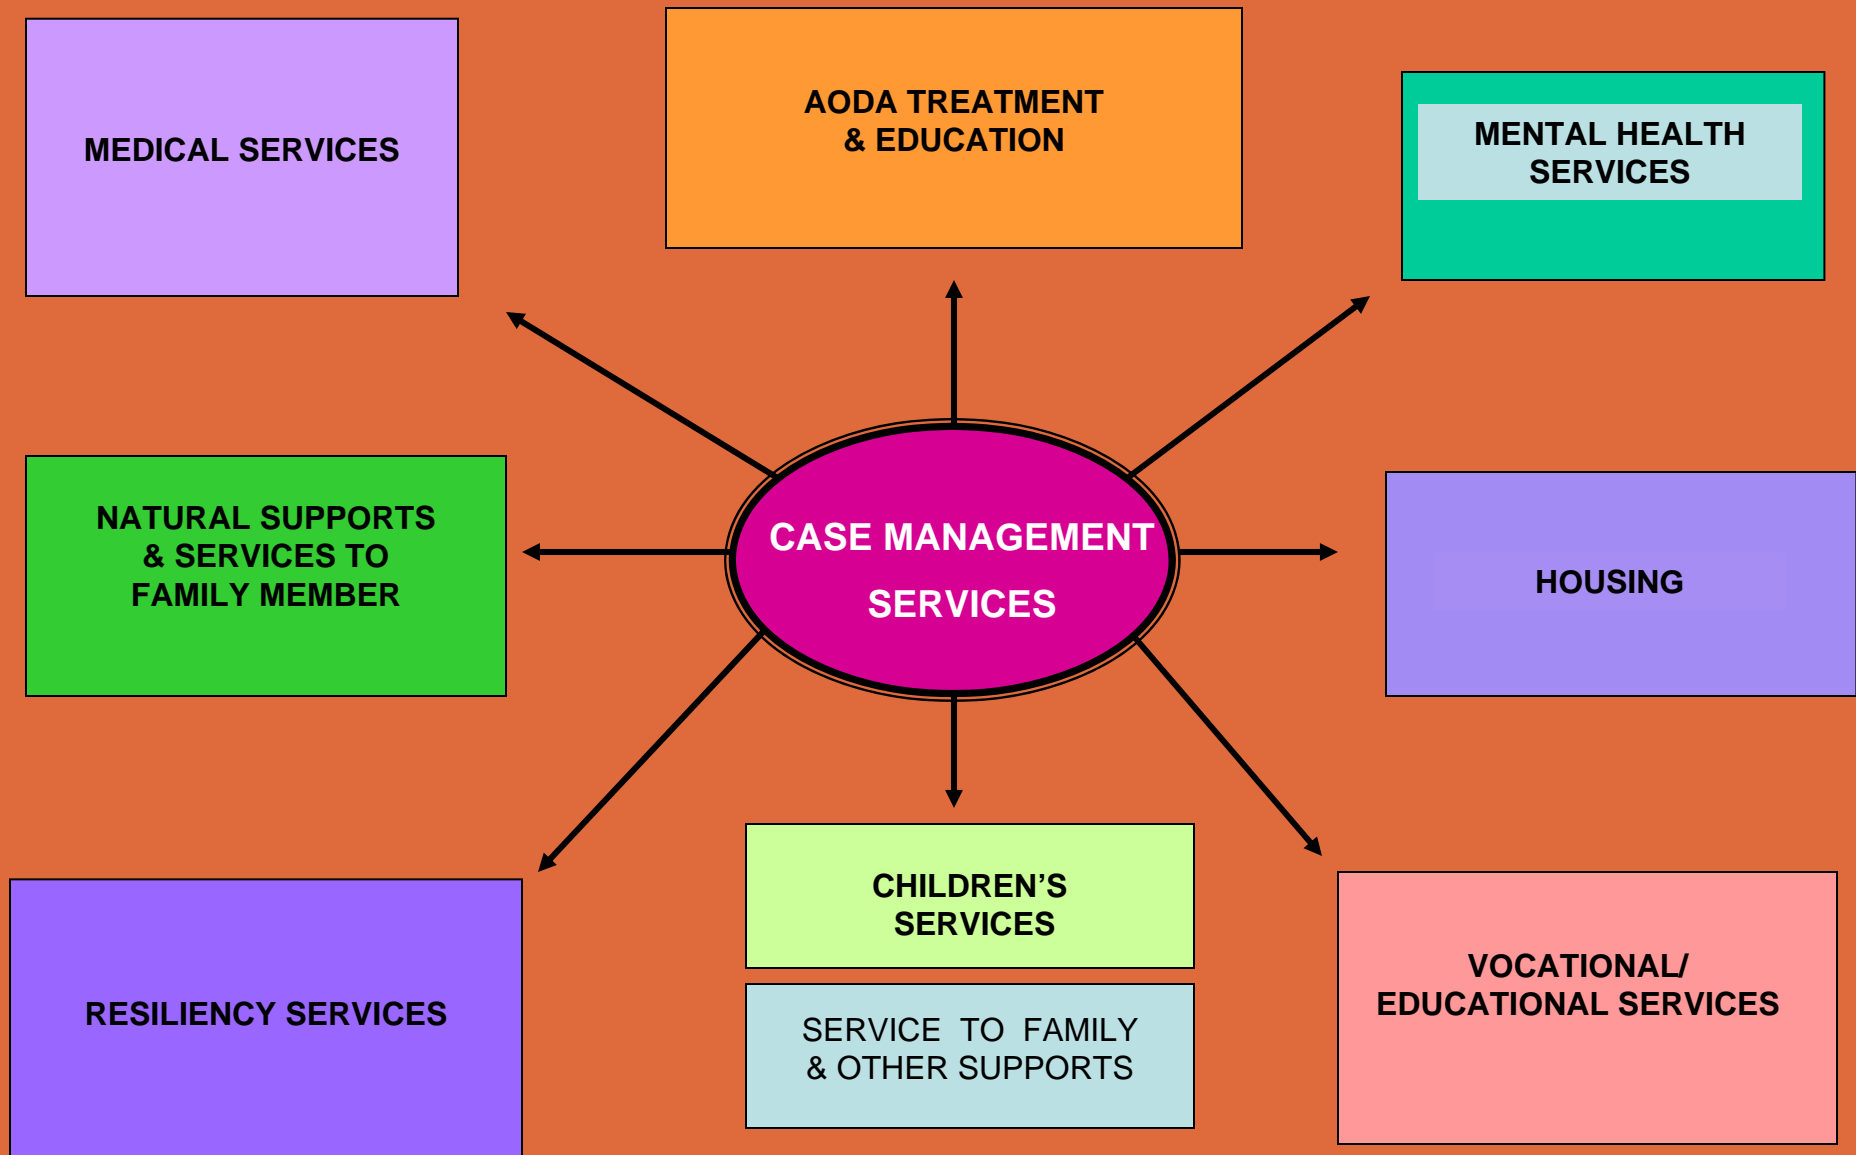 MEDICAL SERVICES
AODA TREATMENT
& EDUCATION
MENTAL HEALTH
SERVICES
NATURAL SUPPORTS
& SERVICES TO
FAMILY MEMBER
CASE MANAGEMENT
SERVICES
HOUSING
RESILIENCY SERVICES
CHILDREN’S
SERVICES
SERVICE TO FAMILY
& OTHER SUPPORTS
VOCATIONAL/
EDUCATIONAL SERVICES